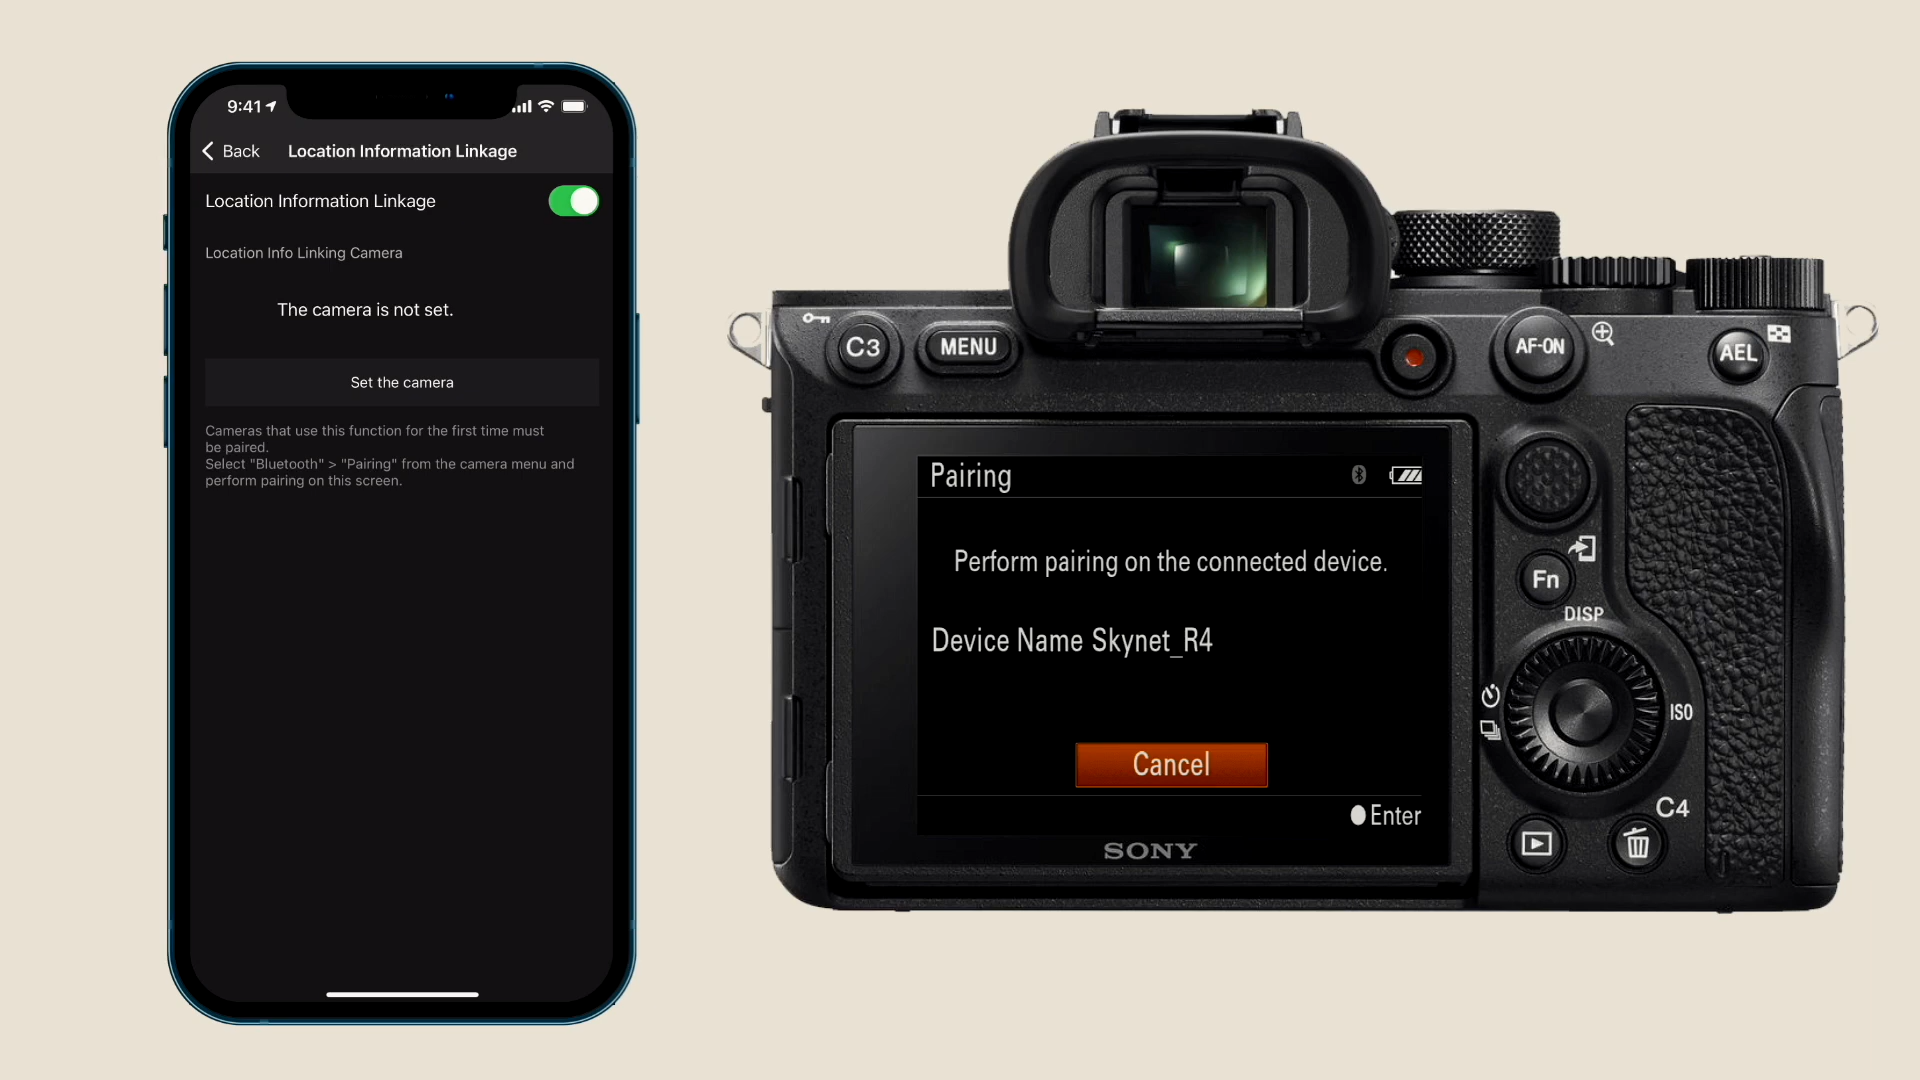 9:41
Back
Location Information Linkage
Location Information Linkage
Location Info Linking Camera
The camera is not set.
Set the camera
Cameras that use this function for the first time must
be paired.
Select "Bluetooth" > "Pairing" from the camera menu and
perform pairing on this screen.
C3
MENU
AF-ON
AEL
Pairing
Perform pairing on the connected device.
Device Name Skynet_R4
Cancel
Enter
SONY
Fn
DISP
ISO
C4